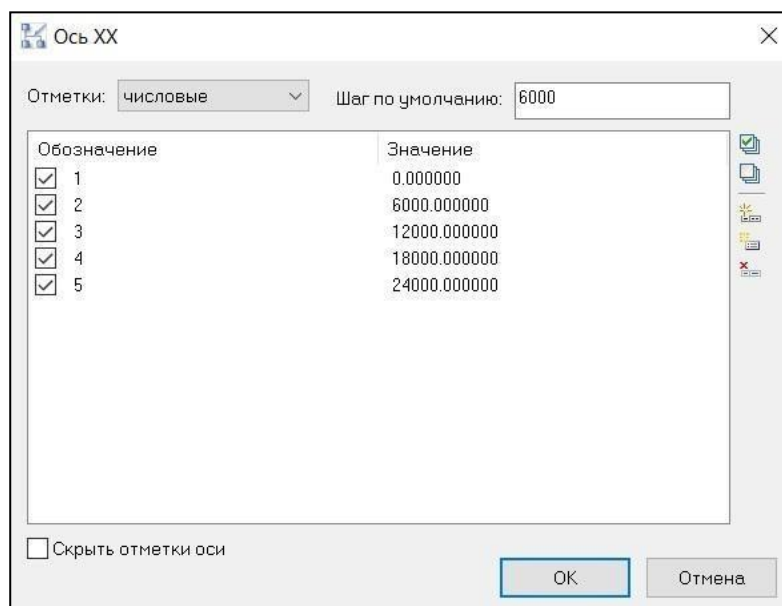 Ось XX
Отметки: числовые Шаг по умолчанию: 6000
Обозначение Значение
1 0.000000
2 6000.000000
3 12000.000000
4 18000.000000
5 24000.000000
Скрыть отметки оси
OK Отмена